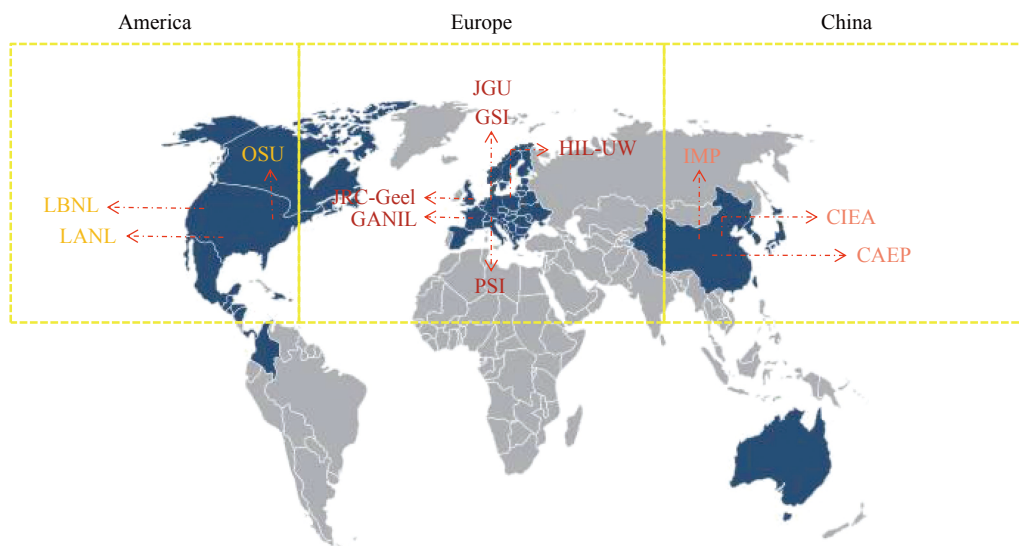 America
Europe
China
JGU
GSI
OSU
HIL-UW
IMP
LBNL
JRC-Geel
GANIL
CIEA
LANL
CAEP
PSI